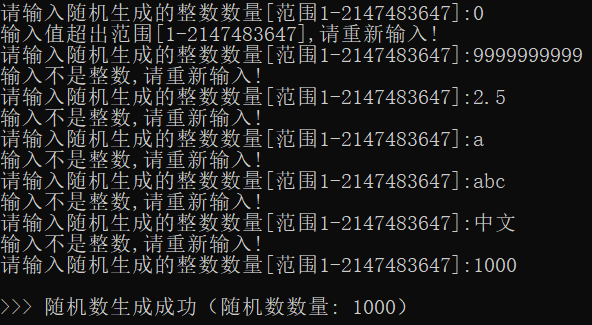 请输入随机生成的整数数量[范围1-2147483647]:0
输入值超出范围[1-2147483647],请重新输入!
请输入随机生成的整数数量[范围1-2147483647]:9999999999
输入不是整数,请重新输入!
请输入随机生成的整数数量[范围1-2147483647]:2.5
输入不是整数,请重新输入!
请输入随机生成的整数数量[范围1-2147483647]:a
输入不是整数,请重新输入!
请输入随机生成的整数数量[范围1-2147483647]:abc
输入不是整数,请重新输入!
请输入随机生成的整数数量[范围1-2147483647]:中文
输入不是整数,请重新输入!
请输入随机生成的整数数量[范围1-2147483647]:1000
>>> 随机数生成成功（随机数数量: 1000）